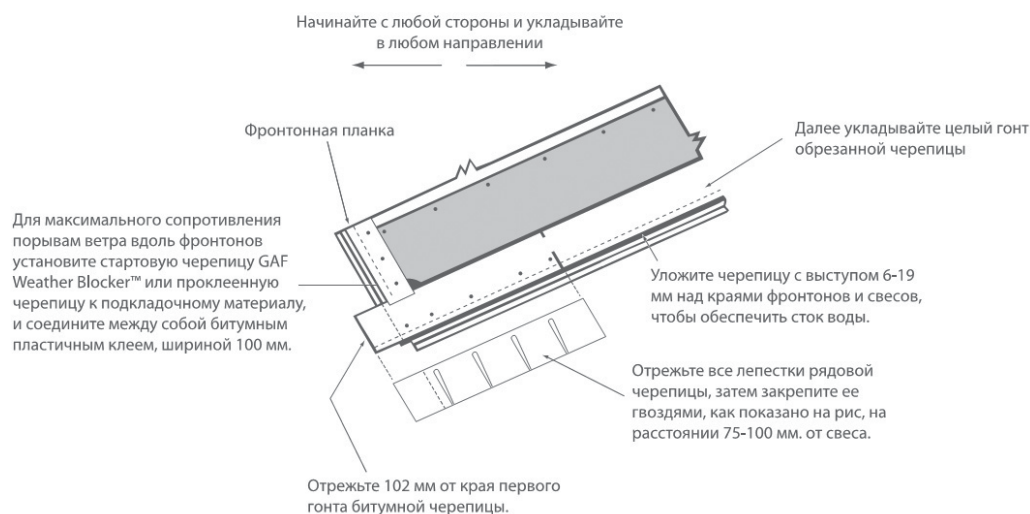 Начинайте с любой стороны и укладывайте
в любом направлении
Фронтонная планка
Далее укладывайте целый гонт
обрезанной черепицы
Для максимального сопротивления
порывам ветра вдоль фронтонов
установите стартовую черепицу GAF
Weather Blocker™ или проклеенную
черепицу к подкладочному материалу,
и соедините между собой битумным
пластичным клеем, шириной 100 мм.
Уложите черепицу с выступом 6-19
мм над краями фронтонов и свесов,
чтобы обеспечить сток воды.
Отрежьте все лепестки рядовой
черепицы, затем закрепите ее
гвоздями, как показано на рис, на
расстоянии 75-100 мм. от свеса.
Отрежьте 102 мм от края первого
гонта битумной черепицы.